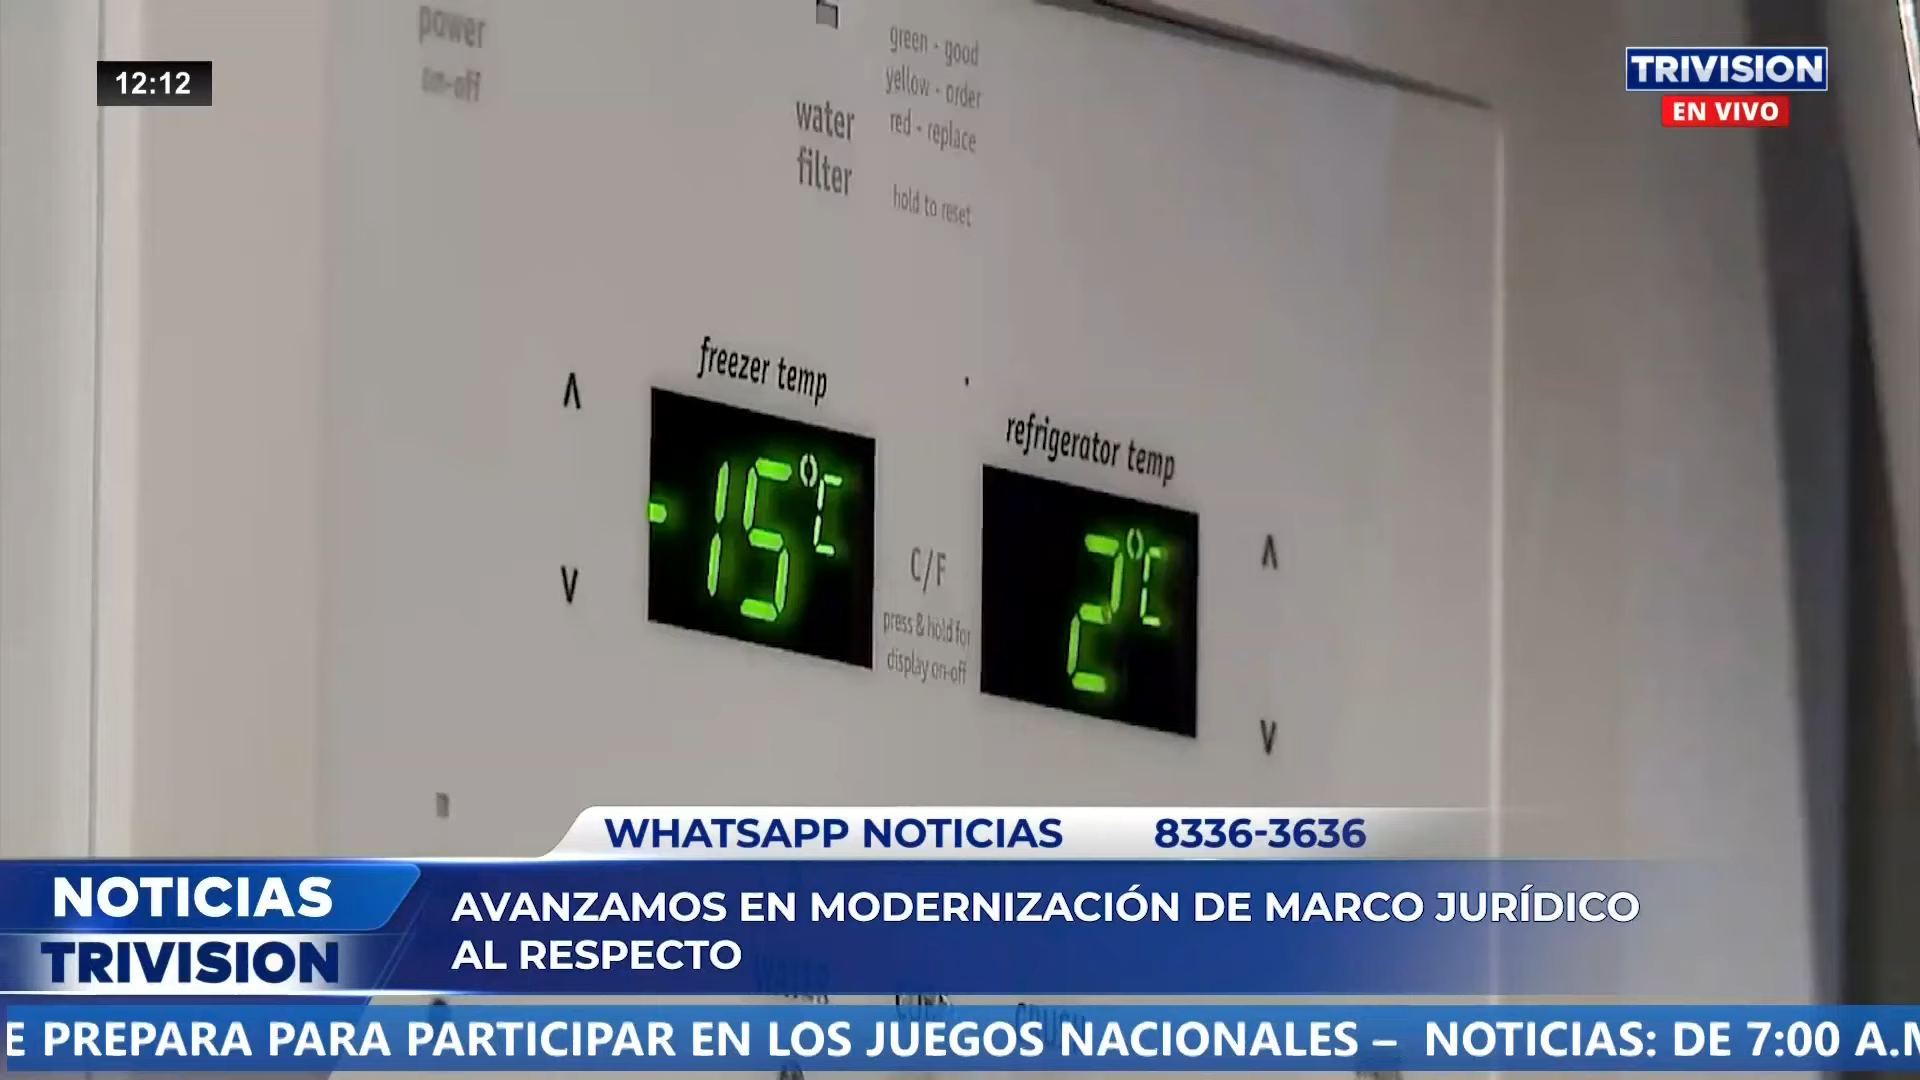 power
on-off
12:12
green - good
yellow - order
red - replace
water
filter
hold to reset
TRIVISION
EN VIVO
freezer temp
-15°C
refrigerator temp
2°C
C/F
press & hold for
display on-off
WHATSAPP NOTICIAS 8336-3636
NOTICIAS
TRIVISION
AVANZAMOS EN MODERNIZACIÓN DE MARCO JURÍDICO
AL RESPECTO
WATER
E PREPARA PARA PARTICIPAR EN LOS JUEGOS NACIONALES – NOTICIAS: DE 7:00 A.M